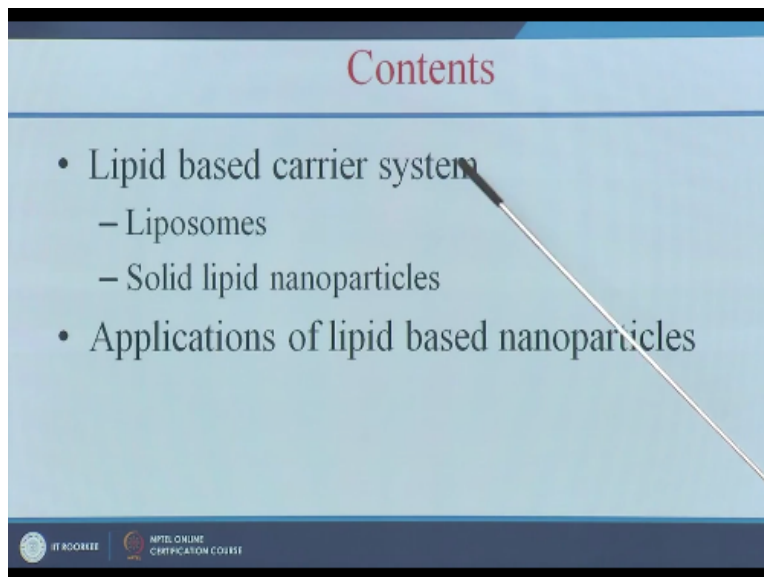 Contents
• Lipid based carrier system
– Liposomes
– Solid lipid nanoparticles
• Applications of lipid based nanoparticles
IIT ROORKEE
NPTEL ONLINE
CERTIFICATION COURSE